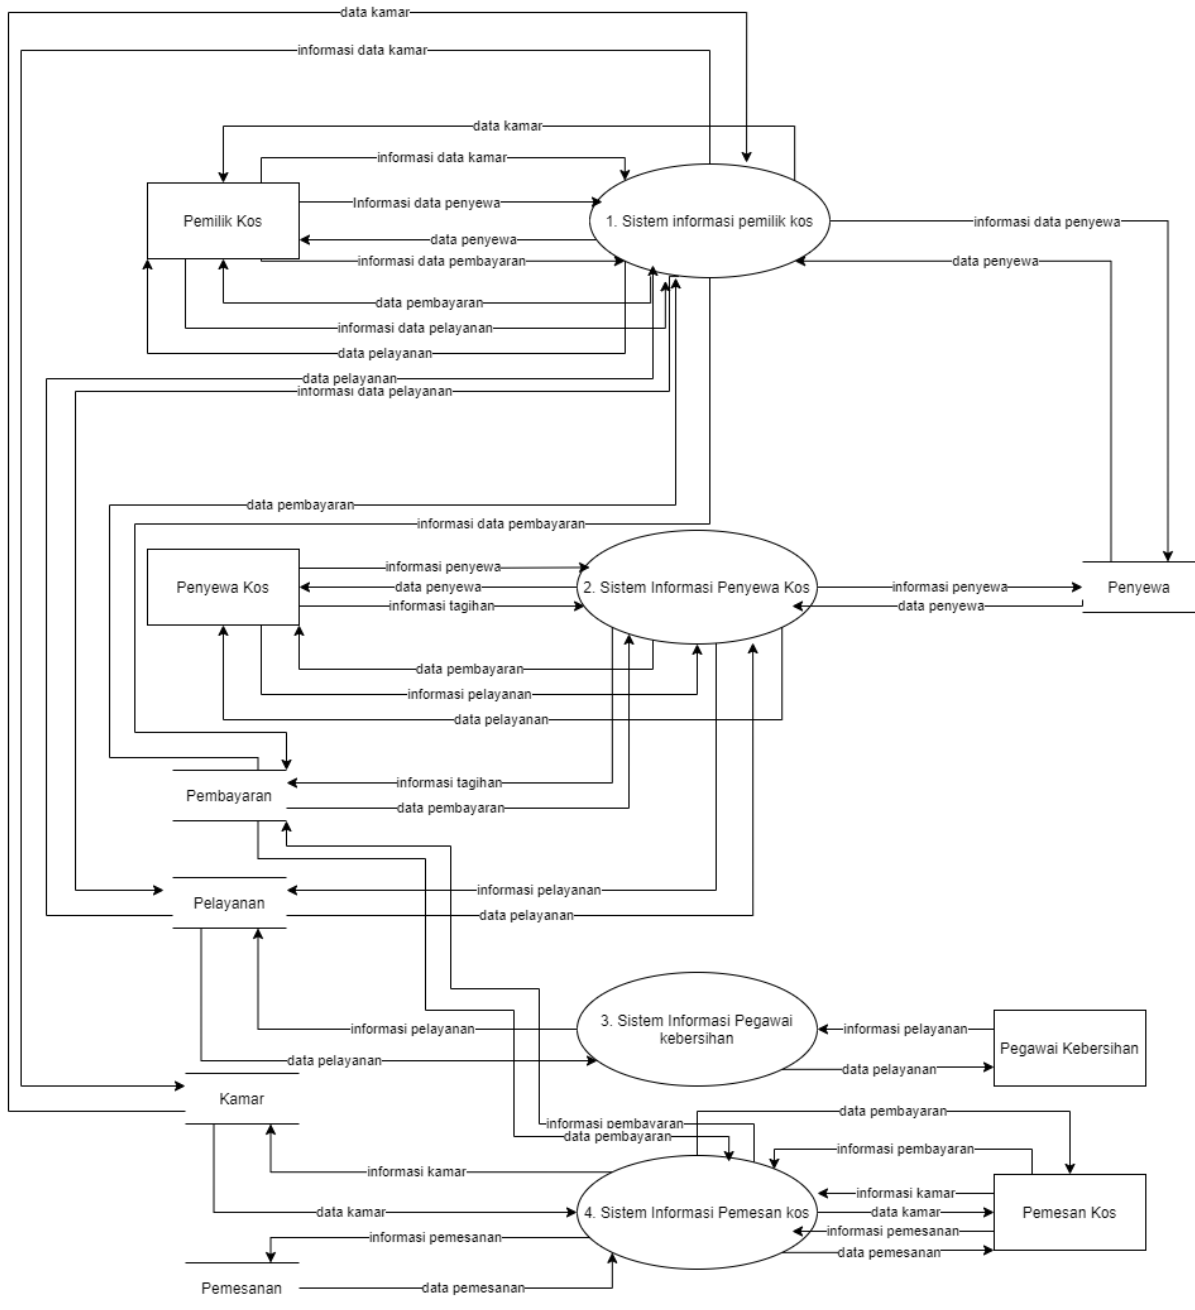 data kamar
informasi data kamar
data kamar
informasi data kamar
Pemilik Kos
Informasi data penyewa
1. Sistem informasi pemilik kos
informasi data penyewa
data penyewa
informasi data pembayaran
data penyewa
data pembayaran
informasi data pelayanan
data pelayanan
data pelayanan
informasi data pelayanan
data pembayaran
informasi data pembayaran
informasi penyewa
Penyewa Kos
data penyewa
2. Sistem Informasi Penyewa Kos
informasi penyewa
Penyewa
informasi tagihan
data penyewa
data pembayaran
informasi pelayanan
data pelayanan
informasi tagihan
Pembayaran
data pembayaran
informasi pelayanan
Pelayanan
data pelayanan
3. Sistem Informasi Pegawai
kebersihan
informasi pelayanan
informasi pelayanan
Pegawai Kebersihan
data pelayanan
data pelayanan
Kamar
data pembayaran
informasi pembayaran
data pembayaran
informasi pembayaran
informasi kamar
informasi kamar
data kamar
4. Sistem Informasi Pemesan kos
data kamar
Pemesan Kos
informasi pemesanan
informasi pemesanan
data pemesanan
Pemesanan
data pemesanan